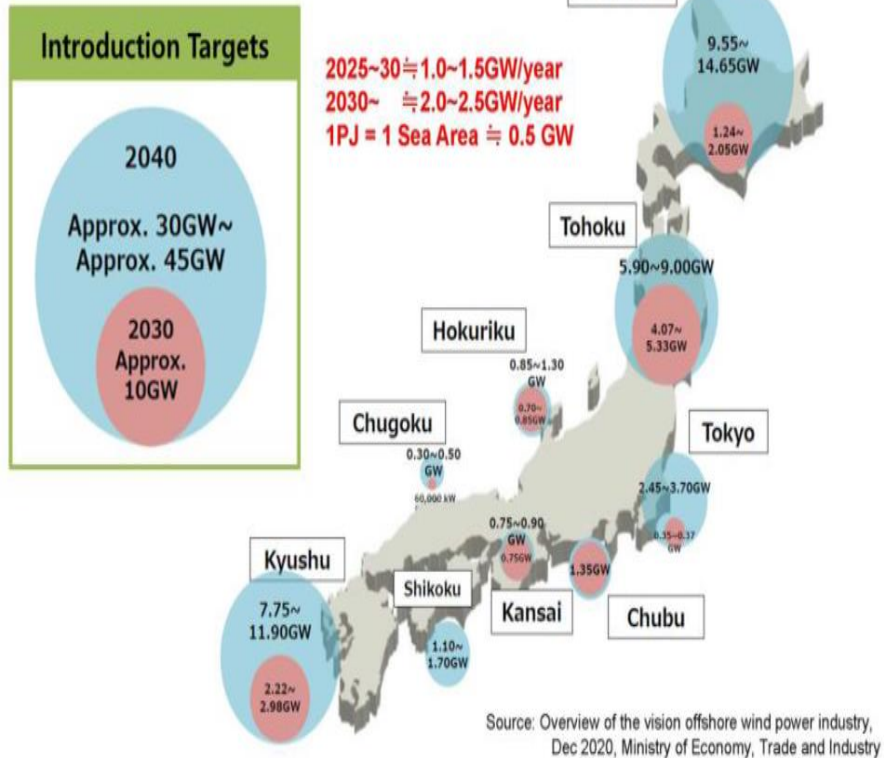 Introduction Targets
2040
Approx. 30GW~
Approx. 45GW
2030
Approx.
10GW
2025~30≒1.0~1.5GW/year
2030~ ≒2.0~2.5GW/year
1PJ = 1 Sea Area ≒ 0.5 GW
9.55~
14.65GW
1.24~
2.05GW
Tohoku
5.90~9.00GW
4.07~
5.33GW
Hokuriku
0.85~1.30
GW
0.70~
0.85GW
Chugoku
0.30~0.50
GW
60,000 kW
Tokyo
2.45~3.70GW
0.35~0.37
GW
0.75~0.90
GW
0.75GW
Kansai
1.35GW
Chubu
Kyushu
7.75~
11.90GW
2.22~
2.98GW
Shikoku
1.10~
1.70GW
Source: Overview of the vision offshore wind power industry,
Dec 2020, Ministry of Economy, Trade and Industry